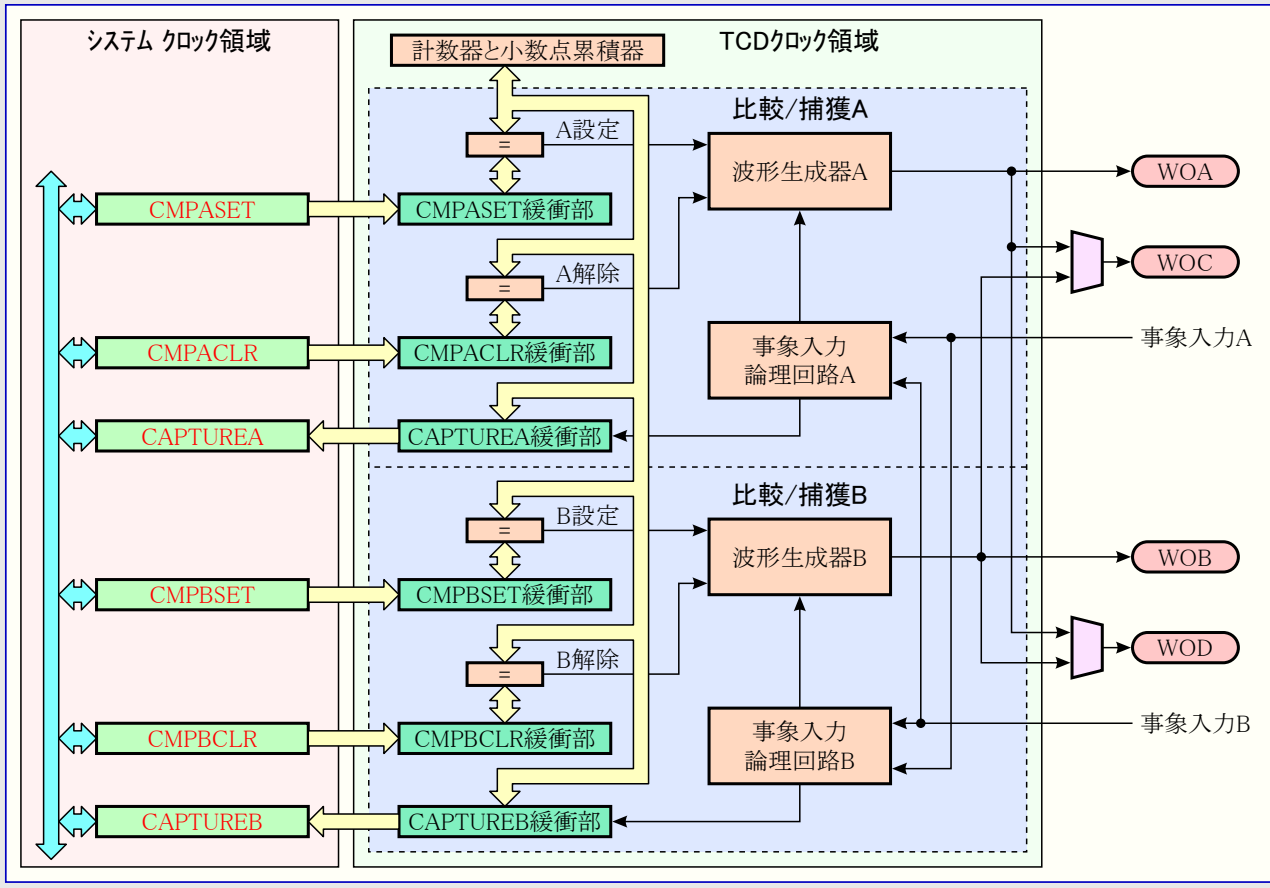 システム クロック領域
TCDクロック領域
計数器と小数点累積器
比較/捕獲A
=
A設定
波形生成器A
WOA
CMPASET
CMPASET緩衝部
WOC
=
A解除
CMPACLR
CMPACLR緩衝部
事象入力
論理回路A
事象入力A
CAPTUREA
CAPTUREA緩衝部
比較/捕獲B
=
B設定
波形生成器B
WOB
CMPBSET
CMPBSET緩衝部
WOD
=
B解除
CMPBCLR
CMPBCLR緩衝部
事象入力
論理回路B
事象入力B
CAPTUREB
CAPTUREB緩衝部